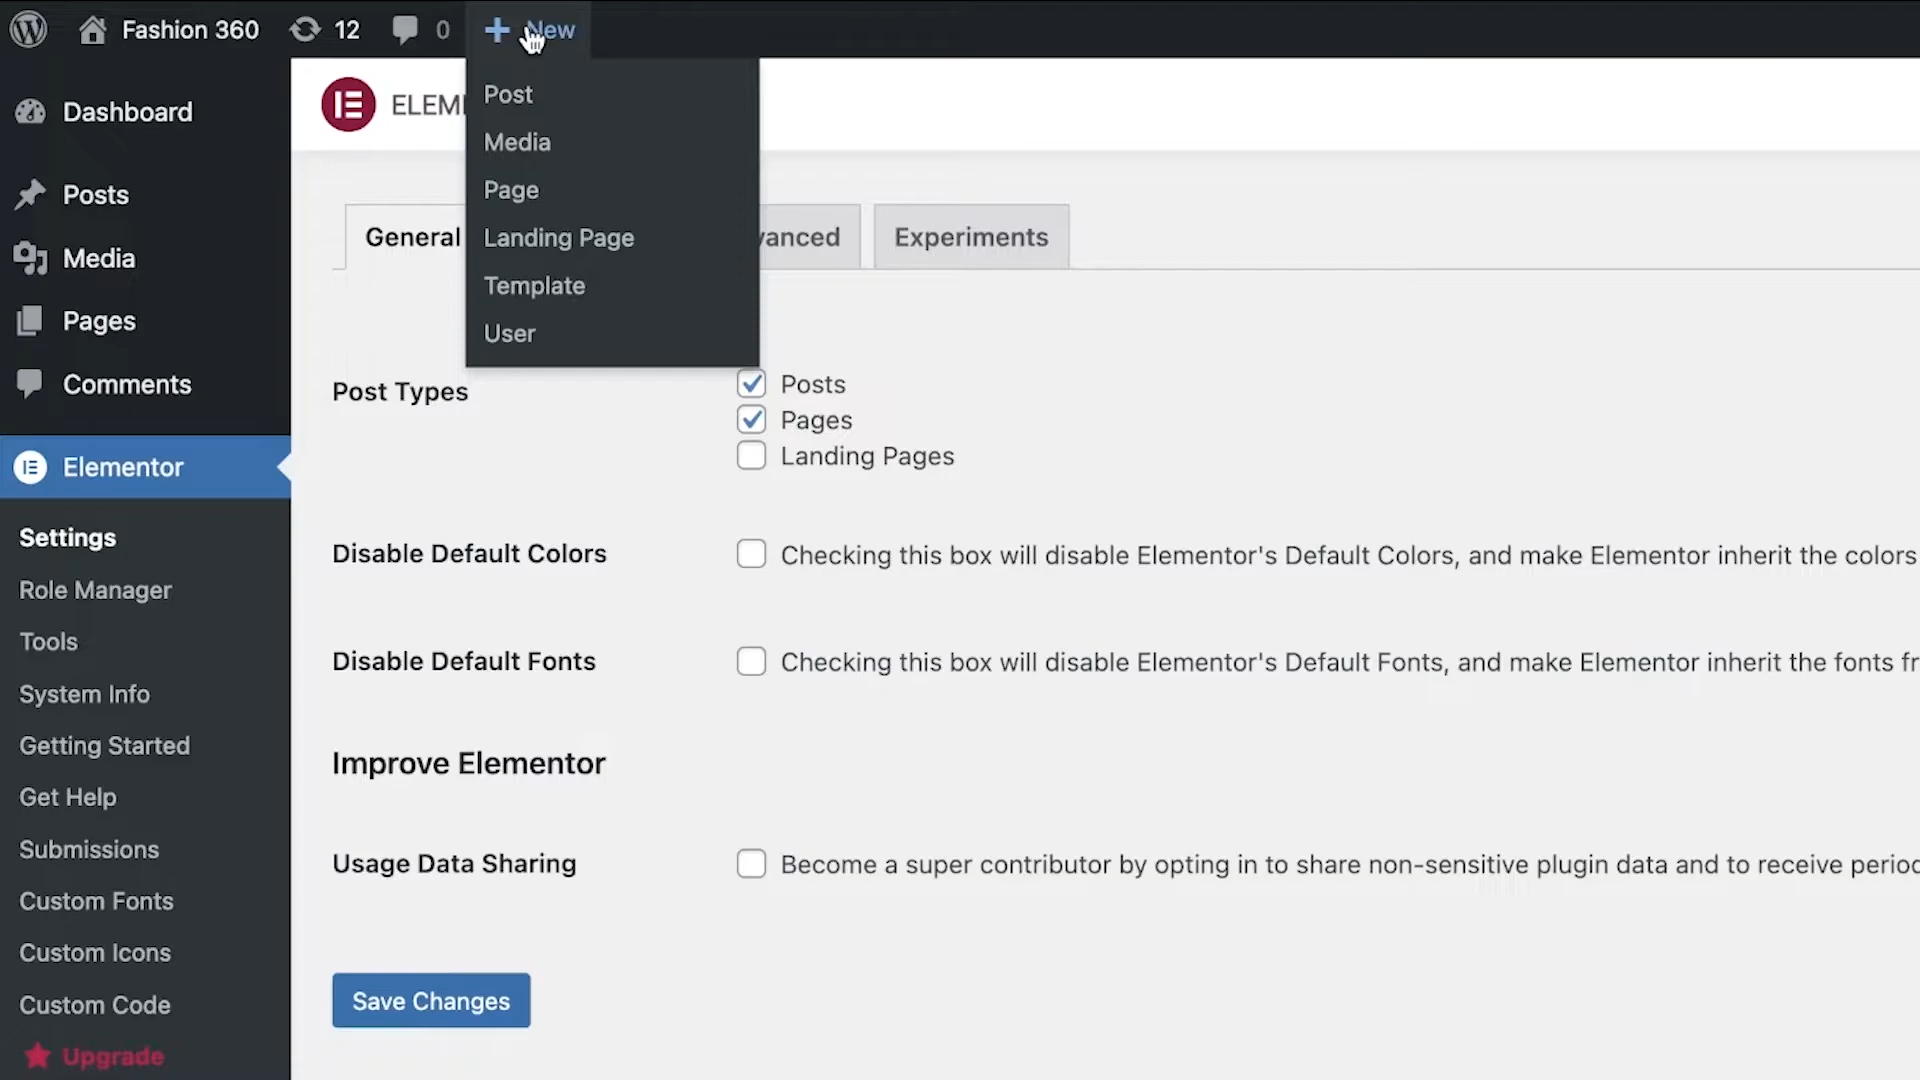 Fashion 360 12 0 + New
ELEM
Dashboard
Posts
Media
Pages
Comments
Elementor
Settings
Role Manager
Tools
System Info
Getting Started
Get Help
Submissions
Custom Fonts
Custom Icons
Custom Code
Upgrade
Post
Media
Page
Landing Page
Template
User
General vanced Experiments
Post Types
Posts
Pages
Landing Pages
Disable Default Colors Checking this box will disable Elementor's Default Colors, and make Elementor inherit the colors
Disable Default Fonts Checking this box will disable Elementor's Default Fonts, and make Elementor inherit the fonts fr
Improve Elementor
Usage Data Sharing Become a super contributor by opting in to share non-sensitive plugin data and to receive perio
Save Changes